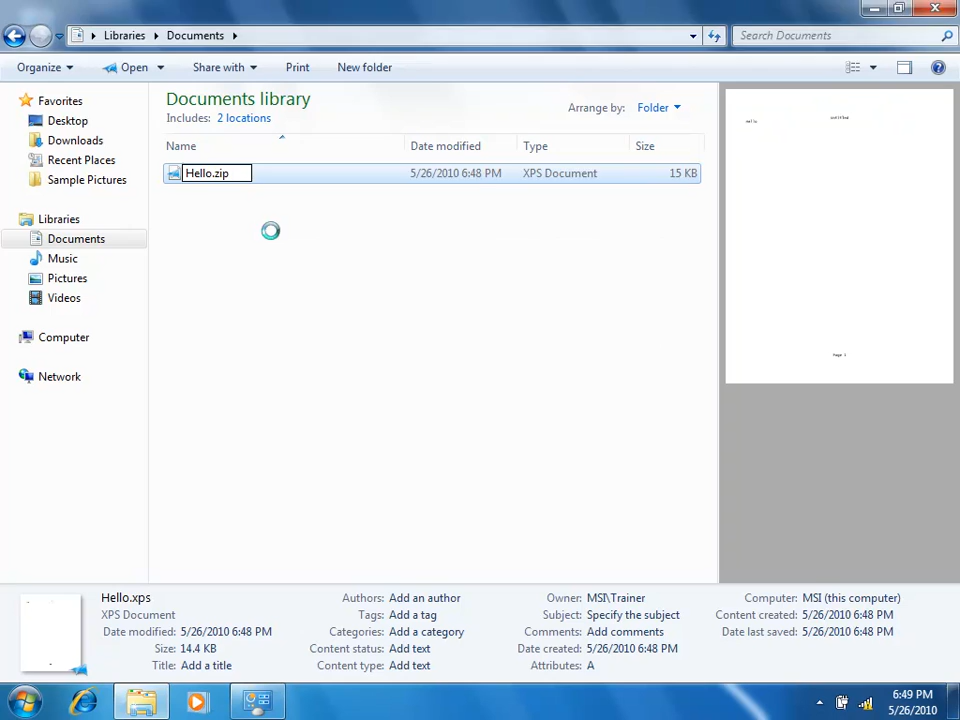 Libraries Documents
Search Documents
Organize Open Share with Print New folder
Favorites
Desktop
Downloads
Recent Places
Sample Pictures
Libraries
Documents
Music
Pictures
Videos
Computer
Network
Documents library
Includes: 2 locations
Arrange by: Folder
Name Date modified Type Size
Hello.zip 5/26/2010 6:48 PM XPS Document 15 KB
Hello untitled
Page 1
Hello.xps
XPS Document
Date modified: 5/26/2010 6:48 PM
Size: 14.4 KB
Title: Add a title
Authors: Add an author
Tags: Add a tag
Categories: Add a category
Content status: Add text
Content type: Add text
Owner: MSI\Trainer
Subject: Specify the subject
Comments: Add comments
Date created: 5/26/2010 6:48 PM
Attributes: A
Computer: MSI (this computer)
Content created: 5/26/2010 6:48 PM
Date last saved: 5/26/2010 6:48 PM
6:49 PM
5/26/2010